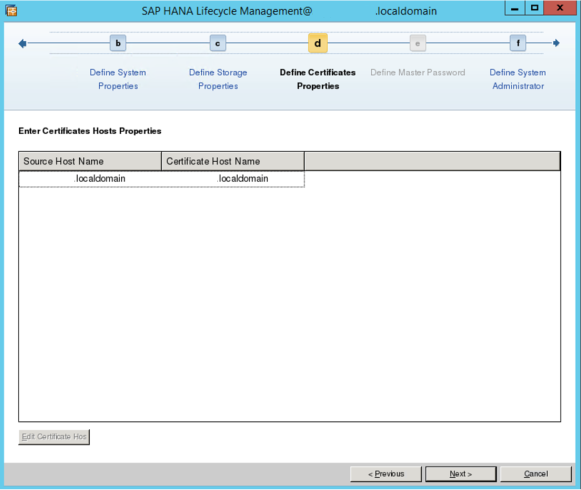 SAP HANA Lifecycle Management@ .localdomain
b c d e f
Define System Properties
Define Storage Properties
Define Certificates Properties
Define Master Password
Define System Administrator
Enter Certificates Hosts Properties
Source Host Name Certificate Host Name
.localdomain .localdomain
Edit Certificate Hos
< Previous Next > Cancel